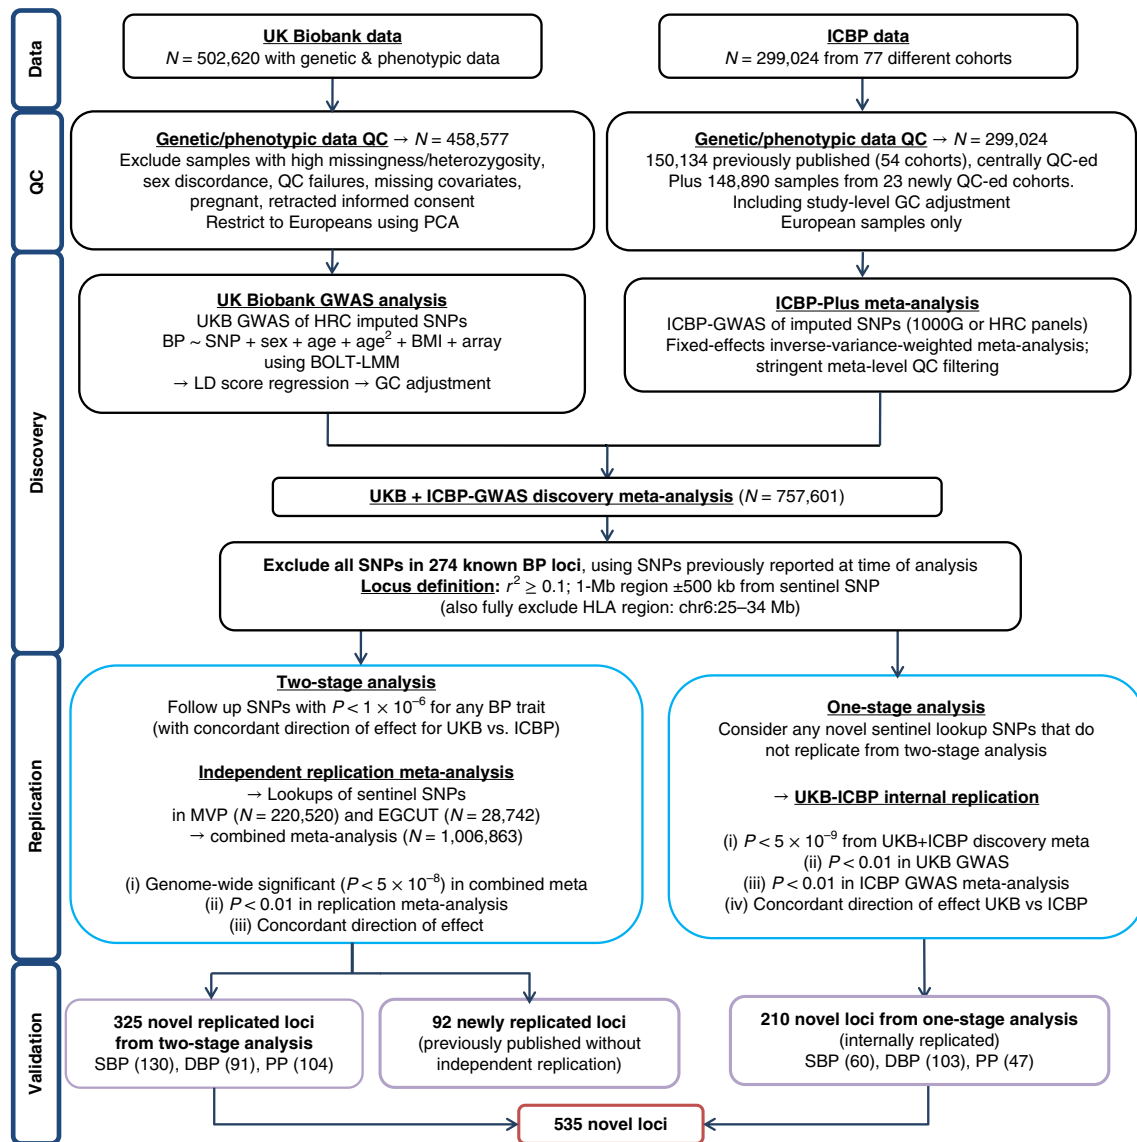 Data
UK Biobank data
N = 502,620 with genetic & phenotypic data
ICBP data
N = 299,024 from 77 different cohorts
QC
Genetic/phenotypic data QC → N = 458,577
Exclude samples with high missingness/heterozygosity,
sex discordance, QC failures, missing covariates,
pregnant, retracted informed consent
Restrict to Europeans using PCA
Genetic/phenotypic data QC → N = 299,024
150,134 previously published (54 cohorts), centrally QC-ed
Plus 148,890 samples from 23 newly QC-ed cohorts.
Including study-level GC adjustment
European samples only
Discovery
UK Biobank GWAS analysis
UKB GWAS of HRC imputed SNPs
BP ~ SNP + sex + age + age² + BMI + array
using BOLT-LMM
→ LD score regression → GC adjustment
ICBP-Plus meta-analysis
ICBP-GWAS of imputed SNPs (1000G or HRC panels)
Fixed-effects inverse-variance-weighted meta-analysis;
stringent meta-level QC filtering
UKB + ICBP-GWAS discovery meta-analysis (N = 757,601)
Exclude all SNPs in 274 known BP loci, using SNPs previously reported at time of analysis
Locus definition: r² ≥ 0.1; 1-Mb region ±500 kb from sentinel SNP
(also fully exclude HLA region: chr6:25–34 Mb)
Replication
Two-stage analysis
Follow up SNPs with P < 1 × 10⁻⁶ for any BP trait
(with concordant direction of effect for UKB vs. ICBP)
Independent replication meta-analysis
→ Lookups of sentinel SNPs
in MVP (N = 220,520) and EGCUT (N = 28,742)
→ combined meta-analysis (N = 1,006,863)
(i) Genome-wide significant (P < 5 × 10⁻⁸) in combined meta
(ii) P < 0.01 in replication meta-analysis
(iii) Concordant direction of effect
One-stage analysis
Consider any novel sentinel lookup SNPs that do
not replicate from two-stage analysis
→ UKB-ICBP internal replication
(i) P < 5 × 10⁻⁹ from UKB+ICBP discovery meta
(ii) P < 0.01 in UKB GWAS
(iii) P < 0.01 in ICBP GWAS meta-analysis
(iv) Concordant direction of effect UKB vs ICBP
Validation
325 novel replicated loci
from two-stage analysis
SBP (130), DBP (91), PP (104)
92 newly replicated loci
(previously published without
independent replication)
210 novel loci from one-stage analysis
(internally replicated)
SBP (60), DBP (103), PP (47)
535 novel loci